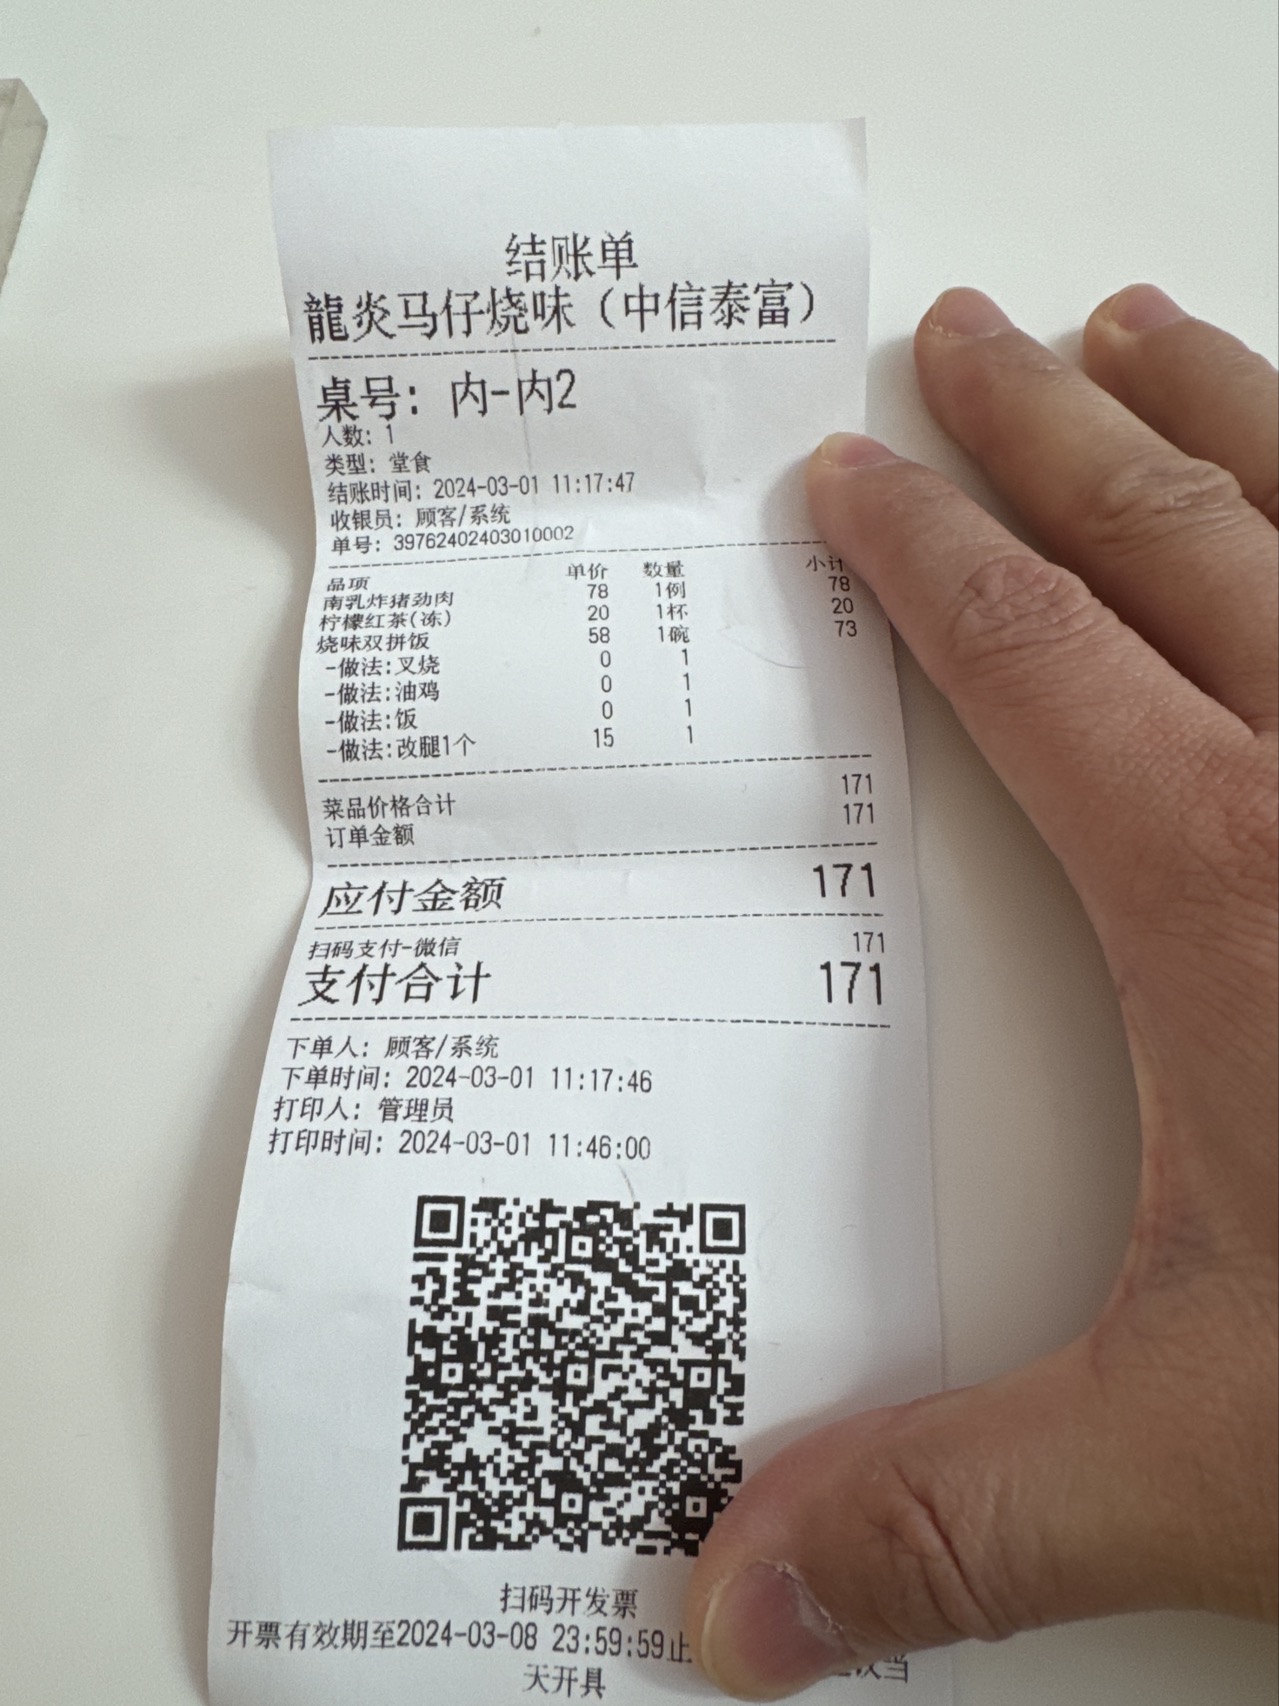 结账单
龍炎马仔烧味（中信泰富）
桌号: 内-内2
人数: 1
类型: 堂食
结账时间: 2024-03-01 11:17:47
收银员: 顾客/系统
单号: 39762402403010002
品项 单价 数量 小计
南乳炸猪劲肉 78 1例 78
柠檬红茶(冻) 20 1杯 20
烧味双拼饭 58 1碗 73
-做法:叉烧 0 1
-做法:油鸡 0 1
-做法:饭 0 1
-做法:改腿1个 15 1
菜品价格合计 171
订单金额 171
应付金额 171
扫码支付-微信 171
支付合计 171
下单人: 顾客/系统
下单时间: 2024-03-01 11:17:46
打印人: 管理员
打印时间: 2024-03-01 11:46:00
扫码开发票
开票有效期至2024-03-08 23:59:59止
天开具